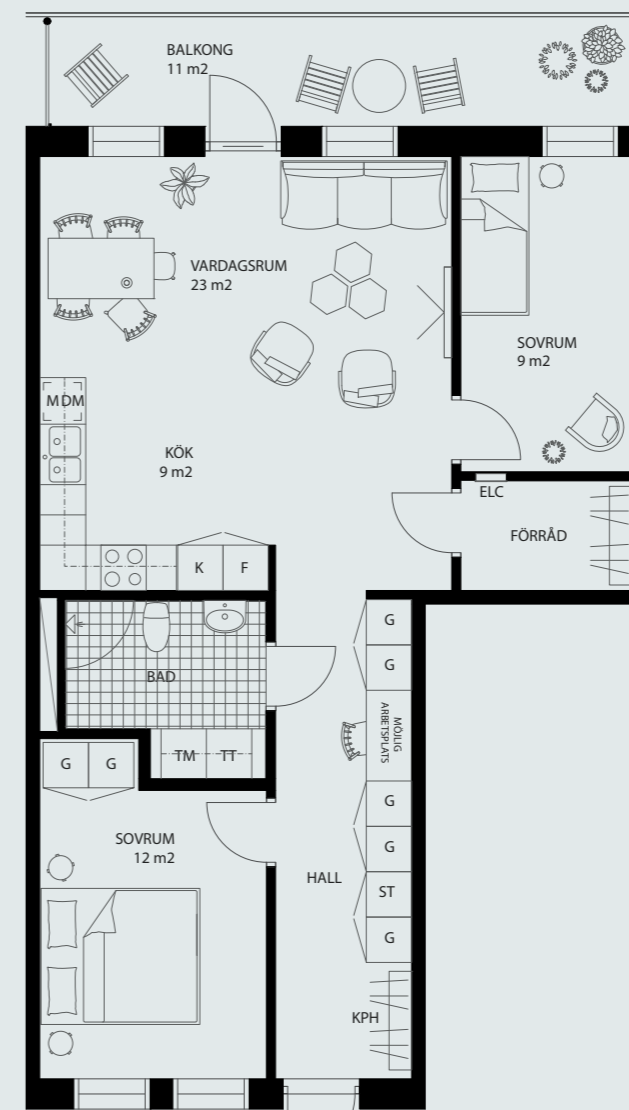 BALKONG
11 m2
VARDAGSRUM
23 m2
SOVRUM
9 m2
M DM
KÖK
9 m2
ELC
FÖRRÅD
K
F
G
G
BAD
MÖJLIG
ARBETSPLATS
TM
TT
G
G
G
SOVRUM
12 m2
G
HALL
ST
G
KPH